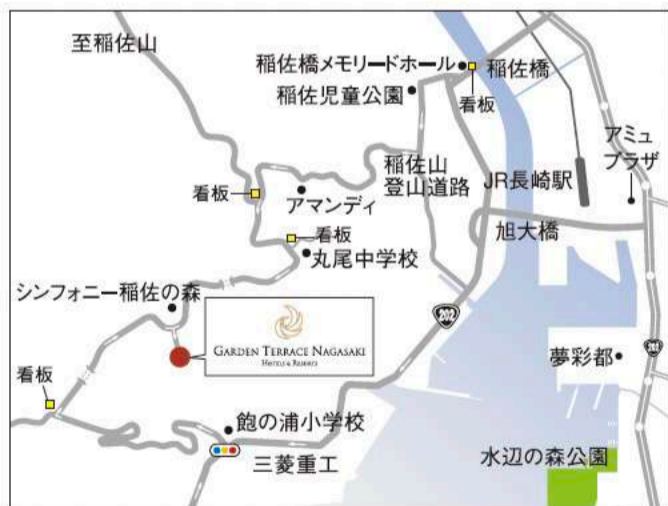 至稲佐山
稲佐橋メモリードホール
稲佐橋
看板
稲佐児童公園
アミュ
プラザ
稲佐山
登山道路
JR長崎駅
看板
アマンディ
旭大橋
看板
丸尾中学校
シンフォニー稲佐の森
202
GARDEN TERRACE NAGASAKI
HOTELS & RESORTS
夢彩都
202
看板
飽の浦小学校
三菱重工
水辺の森公園